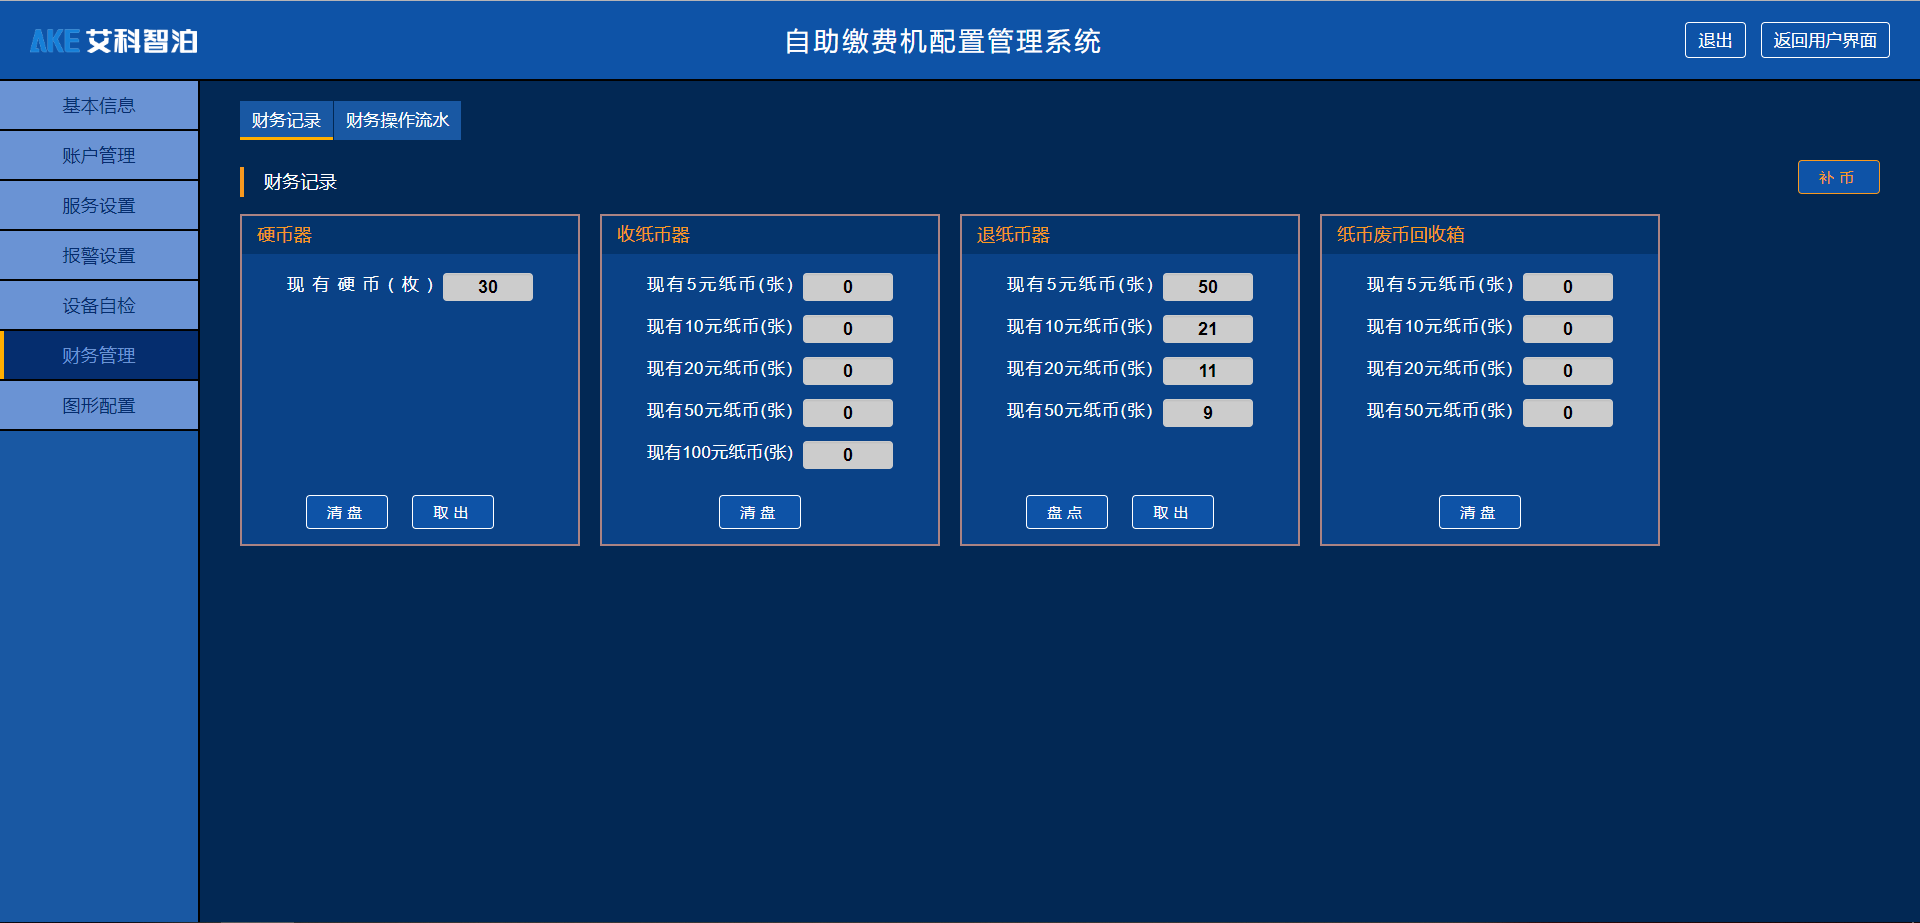 AKE 艾科智泊
自助缴费机配置管理系统
退出
返回用户界面
基本信息
账户管理
服务设置
报警设置
设备自检
财务管理
图形配置
财务记录
财务操作流水
财务记录
补币
硬币器
现有硬币(枚) 30
清盘
取出
收纸币器
现有5元纸币(张) 0
现有10元纸币(张) 0
现有20元纸币(张) 0
现有50元纸币(张) 0
现有100元纸币(张) 0
清盘
退纸币器
现有5元纸币(张) 50
现有10元纸币(张) 21
现有20元纸币(张) 11
现有50元纸币(张) 9
盘点
取出
纸币废币回收箱
现有5元纸币(张) 0
现有10元纸币(张) 0
现有20元纸币(张) 0
现有50元纸币(张) 0
清盘